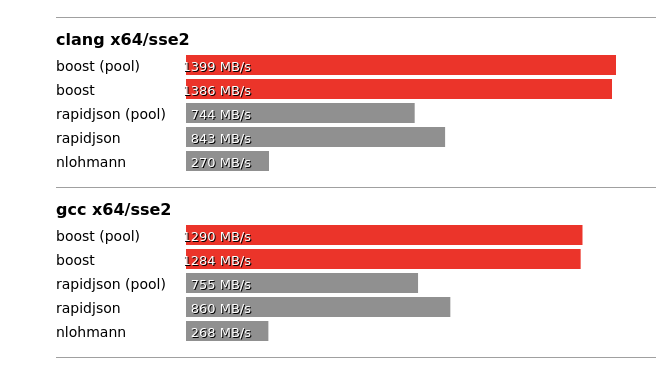 clang x64/sse2
boost (pool) 1399 MB/s
boost 1386 MB/s
rapidjson (pool) 744 MB/s
rapidjson 843 MB/s
nlohmann 270 MB/s
gcc x64/sse2
boost (pool) 1290 MB/s
boost 1284 MB/s
rapidjson (pool) 755 MB/s
rapidjson 860 MB/s
nlohmann 268 MB/s